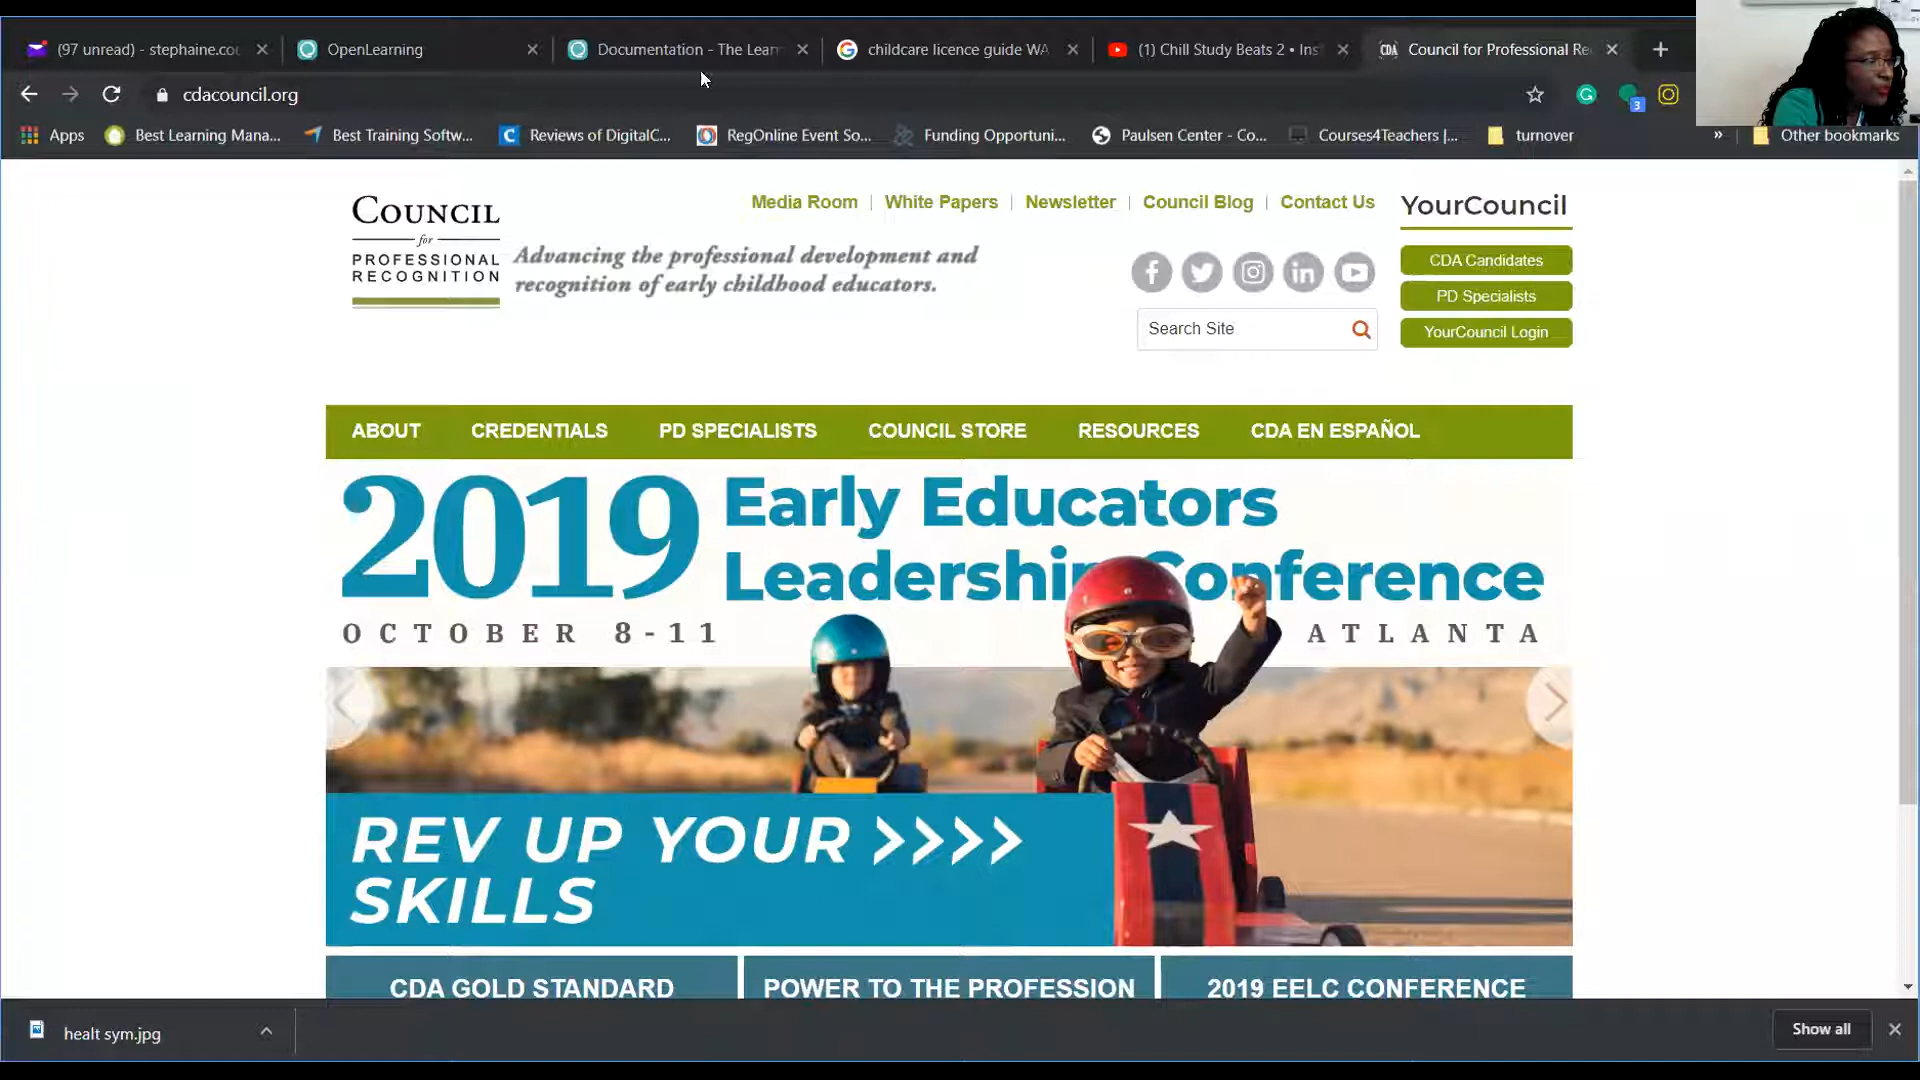 (97 unread) - stephaine.cou
OpenLearning
Documentation - The Lear
childcare licence guide WA
(1) Chill Study Beats 2 • Ins
CDA
Council for Professional Re
cdacouncil.org
3
Apps
Best Learning Mana...
Best Training Softw...
Reviews of DigitalC...
RegOnline Event So...
Funding Opportuni...
Paulsen Center - Co...
Courses4Teachers |...
turnover
»
Other bookmarks
COUNCIL
for
PROFESSIONAL
RECOGNITION
Advancing the professional development and
recognition of early childhood educators.
Media Room | White Papers | Newsletter | Council Blog | Contact Us
Search Site
YourCouncil
CDA Candidates
PD Specialists
YourCouncil Login
ABOUT CREDENTIALS PD SPECIALISTS COUNCIL STORE RESOURCES CDA EN ESPAÑOL
2019
Early Educators
Leadership Conference
OCTOBER 8-11
ATLANTA
REV UP YOUR >>>>
SKILLS
CDA GOLD STANDARD
POWER TO THE PROFESSION
2019 EELC CONFERENCE
healt sym.jpg
Show all